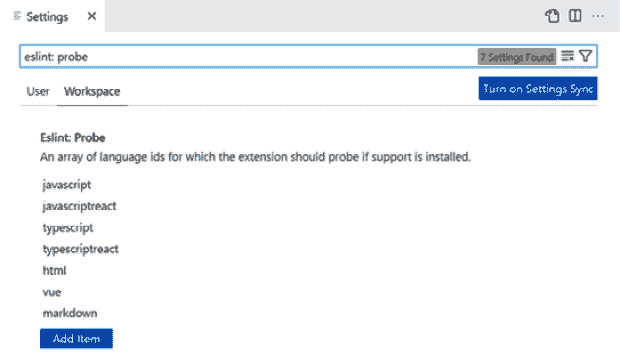 Settings
eslint: probe
7 Settings Found
User Workspace
Turn on Settings Sync
Eslint: Probe
An array of language ids for which the extension should probe if support is installed.
javascript
javascriptreact
typescript
typescriptreact
html
vue
markdown
Add Item